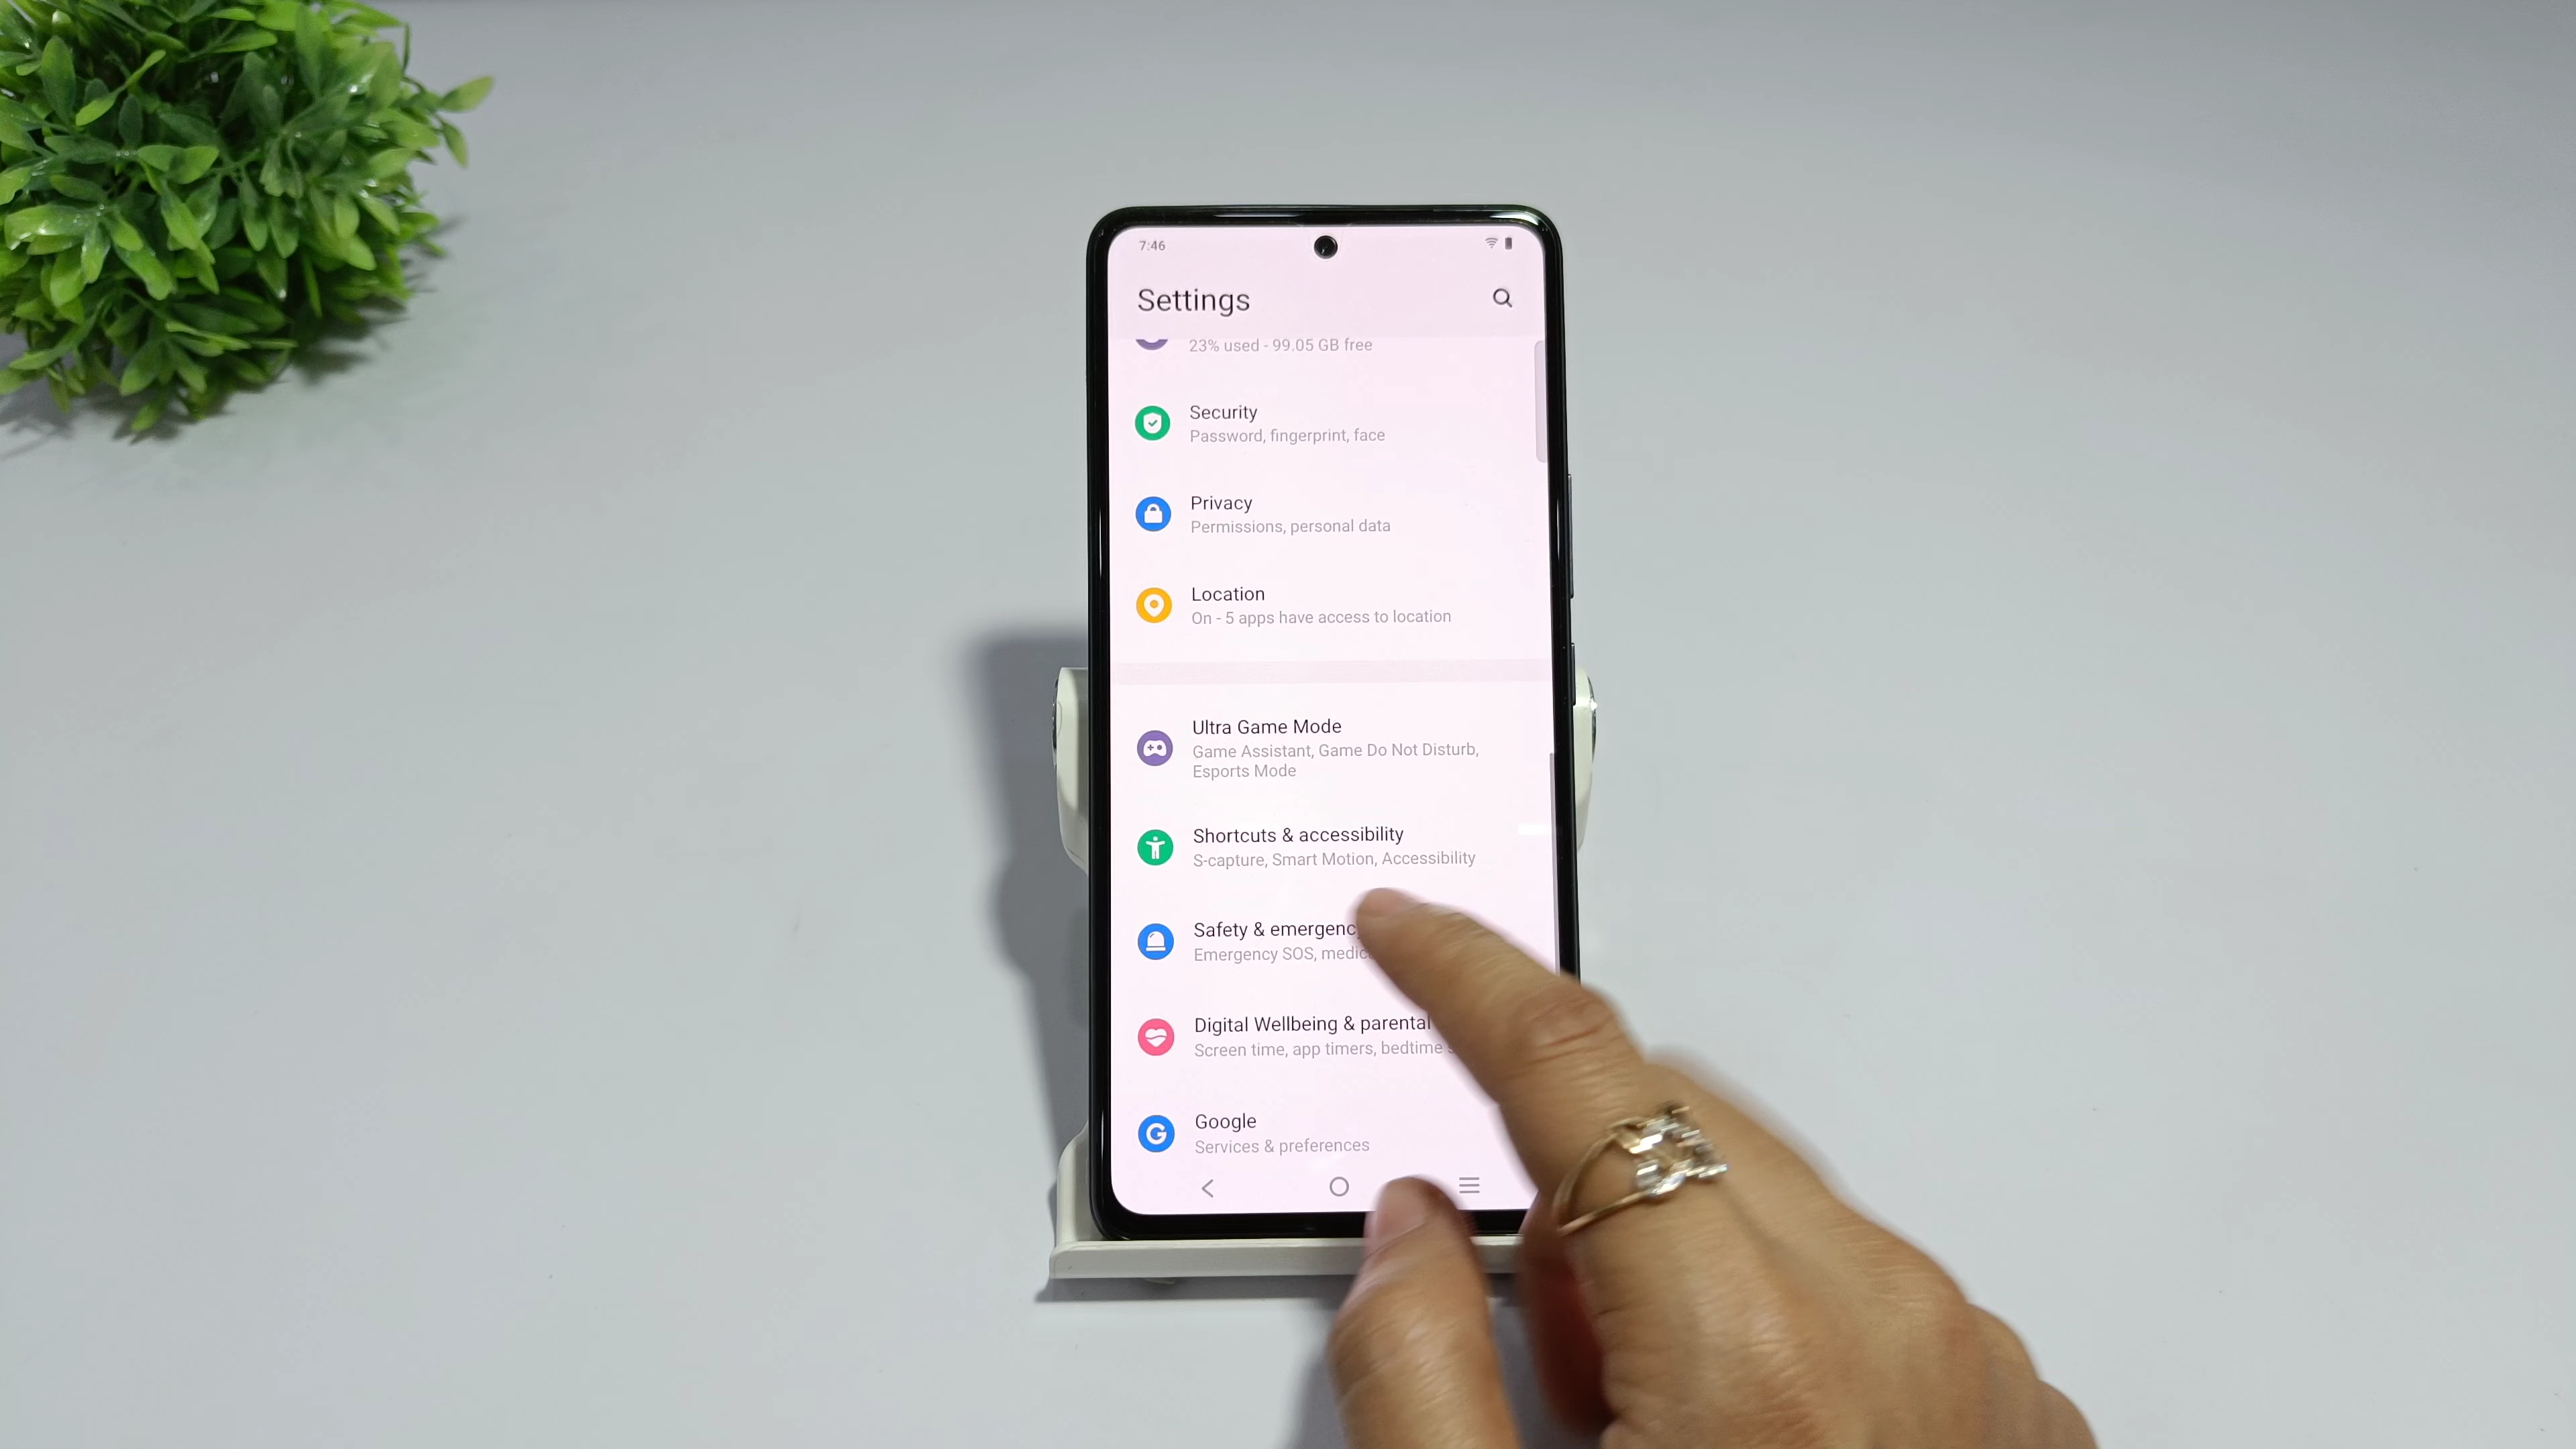 7:46
Settings
23% used - 99.05 GB free
Security
Password, fingerprint, face
Privacy
Permissions, personal data
Location
On - 5 apps have access to location
Ultra Game Mode
Game Assistant, Game Do Not Disturb,
Esports Mode
Shortcuts & accessibility
S-capture, Smart Motion, Accessibility
Safety & emergenc
Emergency SOS, medic
Digital Wellbeing & parental
Screen time, app timers, bedtime
Google
Services & preferences